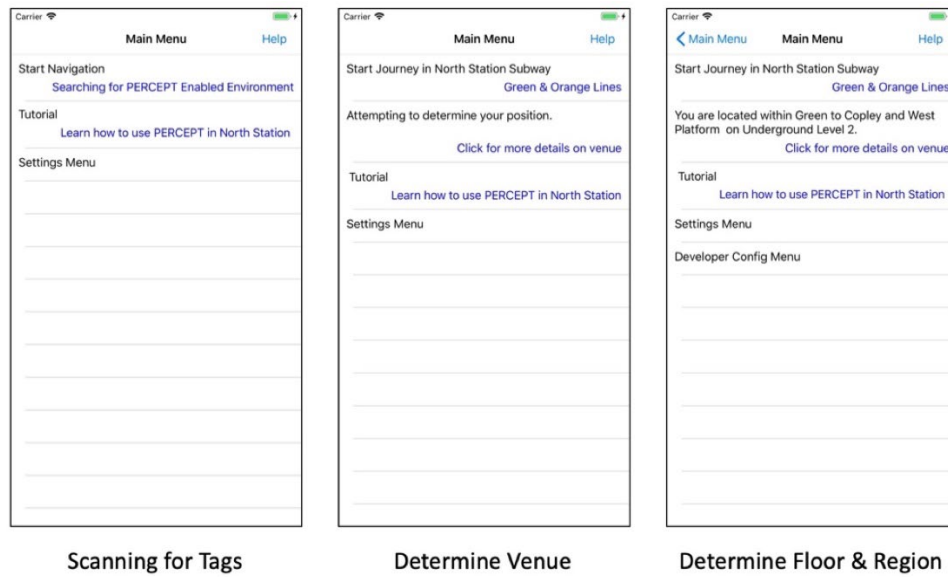 Carrier
Main Menu
Help
Start Navigation
Searching for PERCEPT Enabled Environment
Tutorial
Learn how to use PERCEPT in North Station
Settings Menu
Scanning for Tags
Carrier
Main Menu
Help
Start Journey in North Station Subway
Green & Orange Lines
Attempting to determine your position.
Click for more details on venue
Tutorial
Learn how to use PERCEPT in North Station
Settings Menu
Determine Venue
Carrier
Main Menu
Main Menu
Help
Start Journey in North Station Subway
Green & Orange Lines
You are located within Green to Copley and West
Platform on Underground Level 2.
Click for more details on venue
Tutorial
Learn how to use PERCEPT in North Station
Settings Menu
Developer Config Menu
Determine Floor & Region